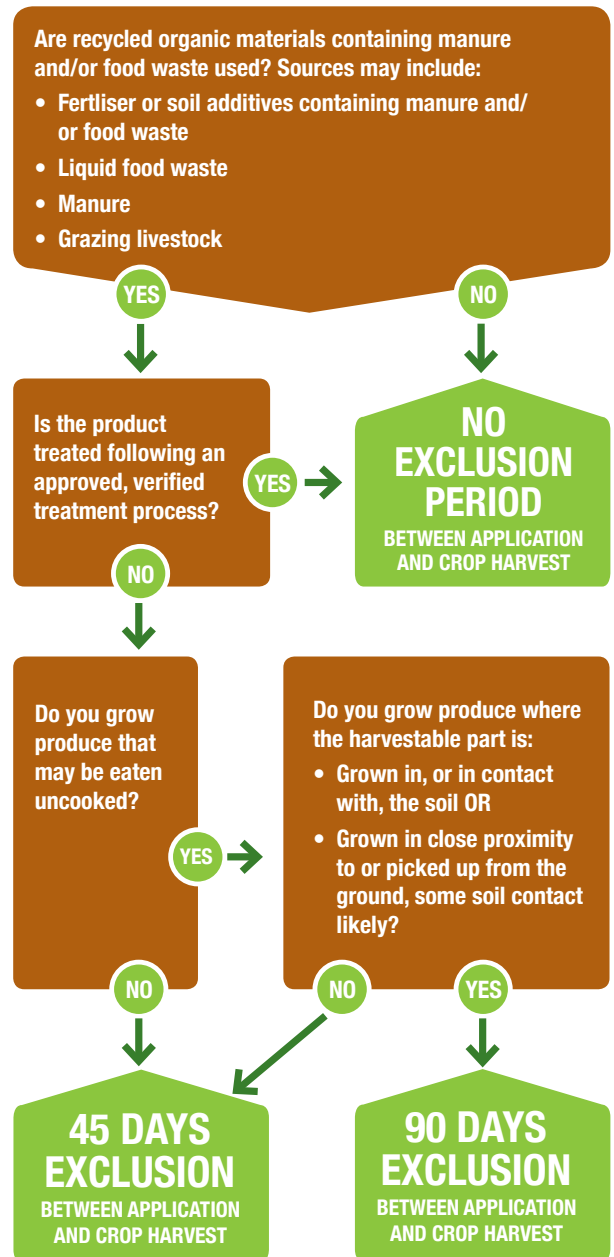 Are recycled organic materials containing manure
and/or food waste used? Sources may include:
• Fertliser or soil additives containing manure and/
or food waste
• Liquid food waste
• Manure
• Grazing livestock
YES
NO
Is the product
treated following an
approved, verified
treatment process?
YES
NO
EXCLUSION
PERIOD
BETWEEN APPLICATION
AND CROP HARVEST
NO
Do you grow
produce that
may be eaten
uncooked?
YES
Do you grow produce where
the harvestable part is:
• Grown in, or in contact
with, the soil OR
• Grown in close proximity
to or picked up from the
ground, some soil contact
likely?
NO
NO
YES
45 DAYS
EXCLUSION
BETWEEN APPLICATION
AND CROP HARVEST
90 DAYS
EXCLUSION
BETWEEN APPLICATION
AND CROP HARVEST